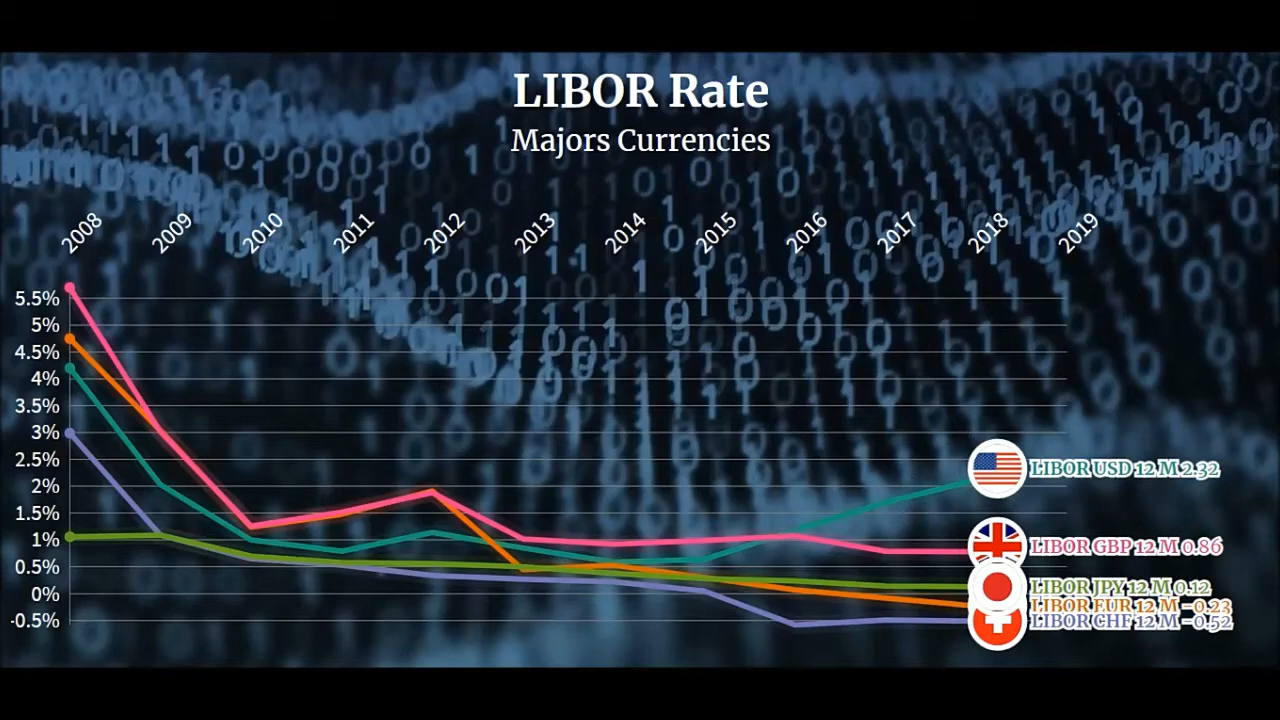 LIBOR Rate
Majors Currencies
2008 2009 2010 2011 2012 2013 2014 2015 2016 2017 2018 2019
5.5%
5%
4.5%
4%
3.5%
3%
2.5%
2%
1.5%
1%
0.5%
0%
-0.5%
LIBOR USD 12 M 2.32
LIBOR GBP 12 M 0.86
LIBOR JPY 12 M 0.12
LIBOR EUR 12 M -0.23
LIBOR CHF 12 M -0.52